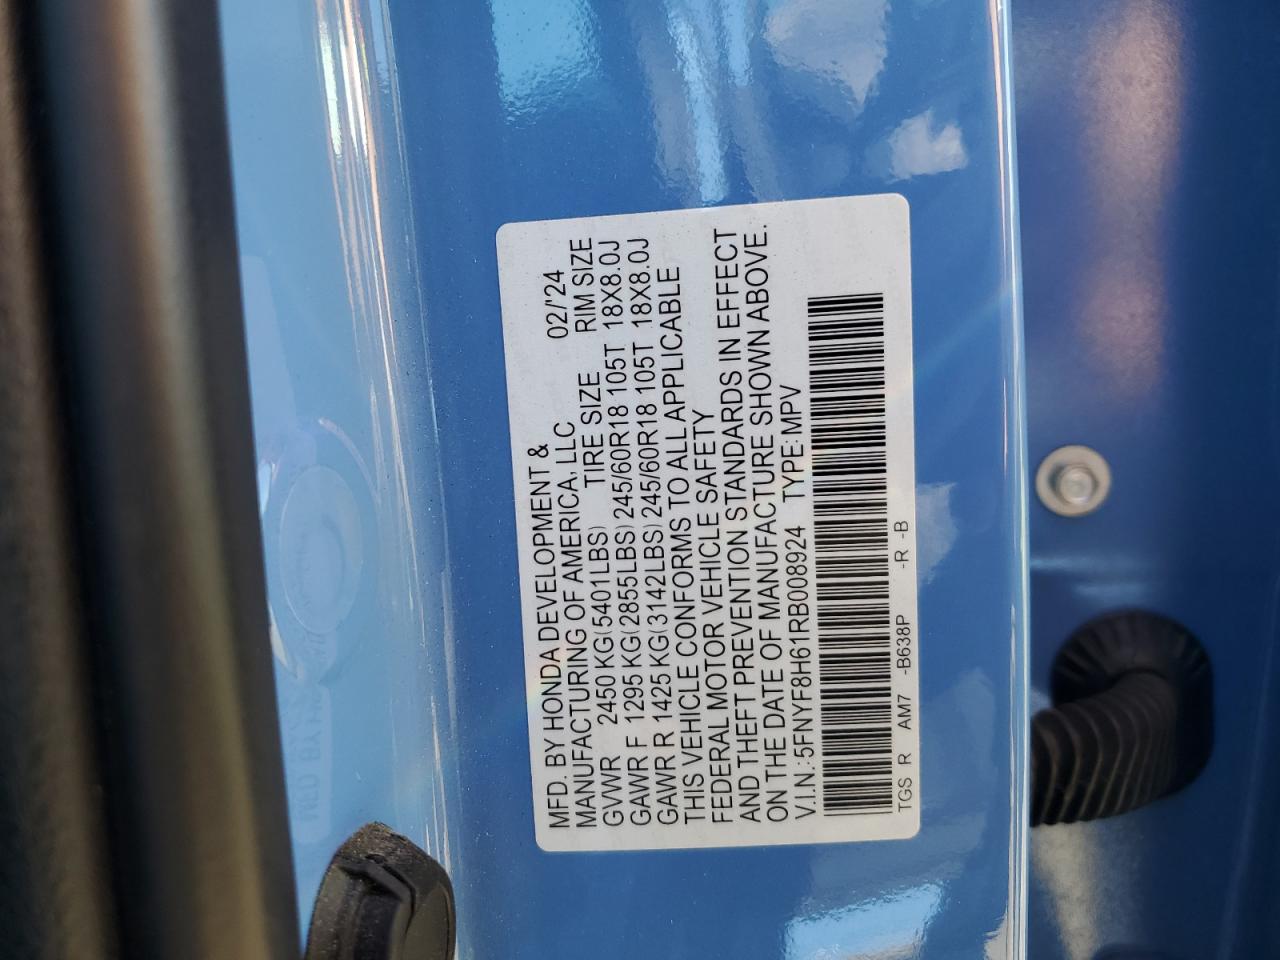 MFD. BY HONDA DEVELOPMENT &
MANUFACTURING OF AMERICA, LLC 02/'24
GVWR 2450 KG(5401LBS) TIRE SIZE RIM SIZE
GAWR F 1295 KG(2855LBS) 245/60R18 105T 18X8.0J
GAWR R 1425 KG(3142LBS) 245/60R18 105T 18X8.0J
THIS VEHICLE CONFORMS TO ALL APPLICABLE
FEDERAL MOTOR VEHICLE SAFETY
AND THEFT PREVENTION STANDARDS IN EFFECT
ON THE DATE OF MANUFACTURE SHOWN ABOVE.
V.I.N.: 5FNYF8H61RB008924 TYPE: MPV
TGS R AM7 -B638P -R -B